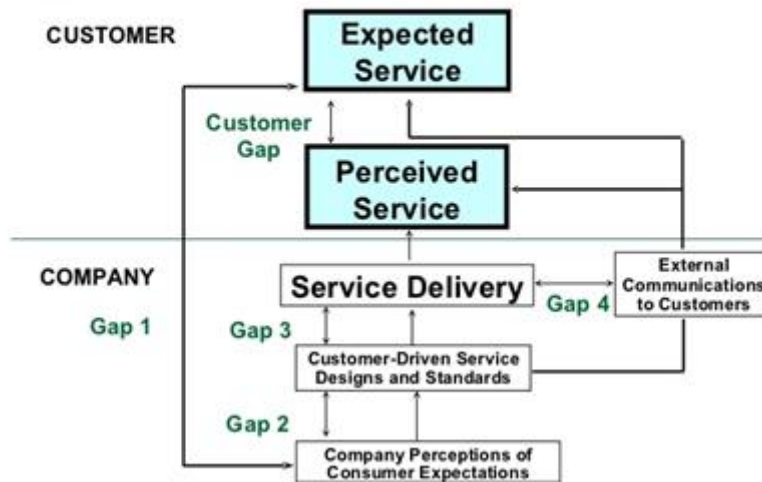 CUSTOMER
Expected
Service
Customer
Gap
Perceived
Service
COMPANY
Gap 1
Service Delivery
Gap 4
External
Communications
to Customers
Gap 3
Customer-Driven Service
Designs and Standards
Gap 2
Company Perceptions of
Consumer Expectations